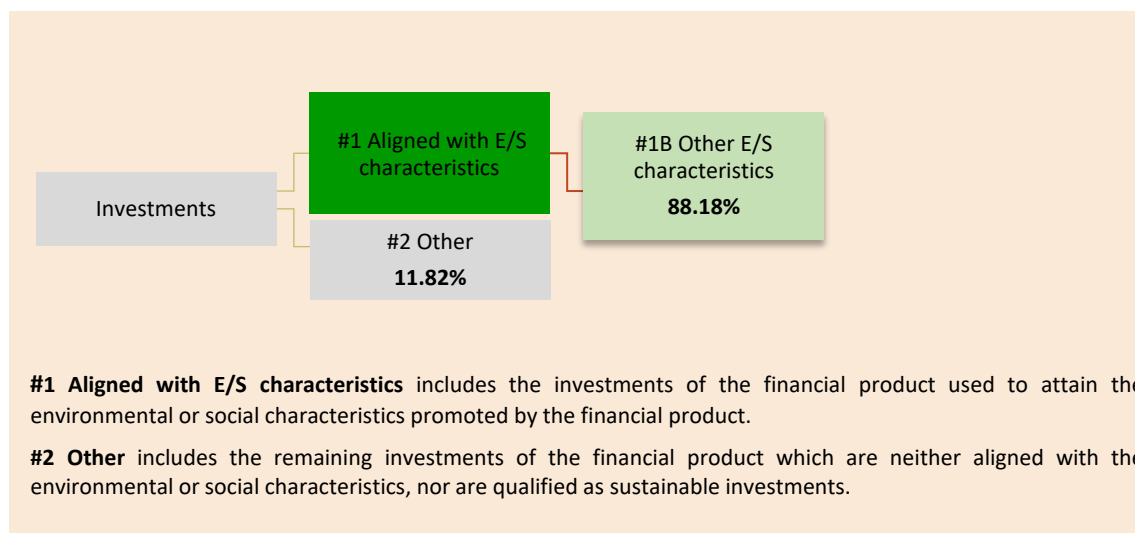 #1 Aligned with E/S
characteristics
#1B Other E/S
characteristics
88.18%
Investments
#2 Other
11.82%
#1 Aligned with E/S characteristics includes the investments of the financial product used to attain the
environmental or social characteristics promoted by the financial product.
#2 Other includes the remaining investments of the financial product which are neither aligned with the
environmental or social characteristics, nor are qualified as sustainable investments.